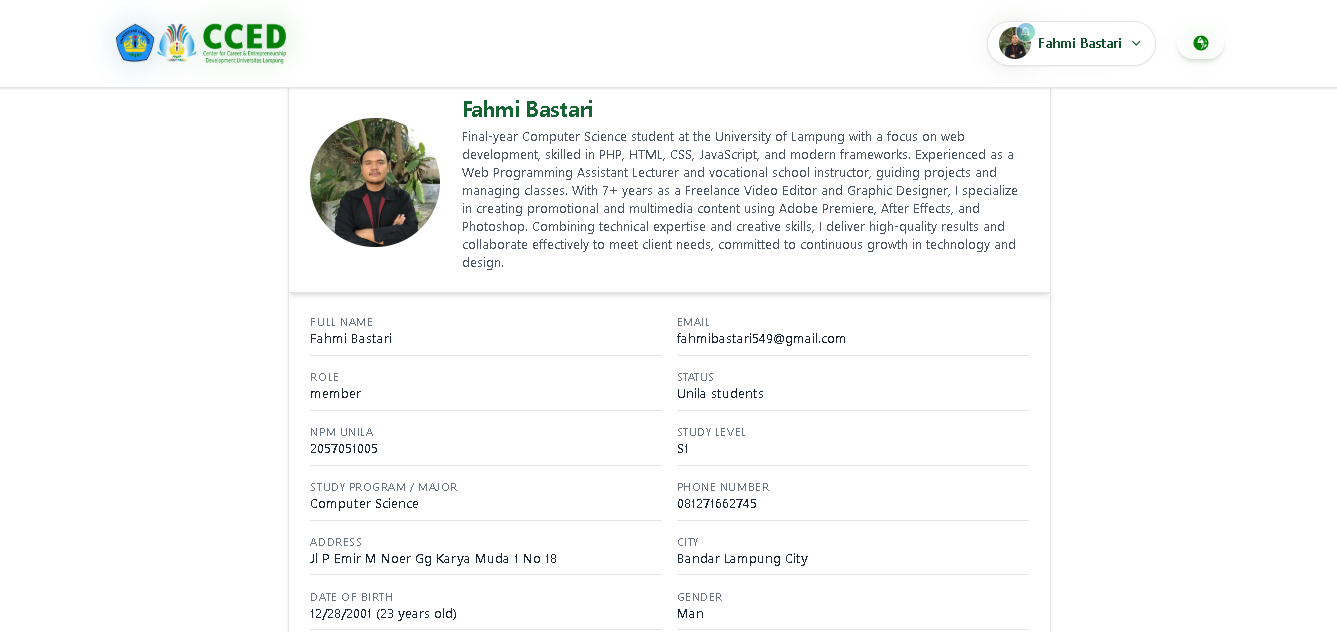 CCED
Center for Career & Entrepreneurship
Development Universitas Lampung
Fahmi Bastari
Fahmi Bastari
Final-year Computer Science student at the University of Lampung with a focus on web
development, skilled in PHP, HTML, CSS, JavaScript, and modern frameworks. Experienced as a
Web Programming Assistant Lecturer and vocational school instructor, guiding projects and
managing classes. With 7+ years as a Freelance Video Editor and Graphic Designer, I specialize
in creating promotional and multimedia content using Adobe Premiere, After Effects, and
Photoshop. Combining technical expertise and creative skills, I deliver high-quality results and
collaborate effectively to meet client needs, committed to continuous growth in technology and
design.
FULL NAME
Fahmi Bastari
EMAIL
fahmibastari549@gmail.com
ROLE
member
STATUS
Unila students
NPM UNILA
2057051005
STUDY LEVEL
S1
STUDY PROGRAM / MAJOR
Computer Science
PHONE NUMBER
081271662745
ADDRESS
Jl P Emir M Noer Gg Karya Muda 1 No 18
CITY
Bandar Lampung City
DATE OF BIRTH
12/28/2001 (23 years old)
GENDER
Man